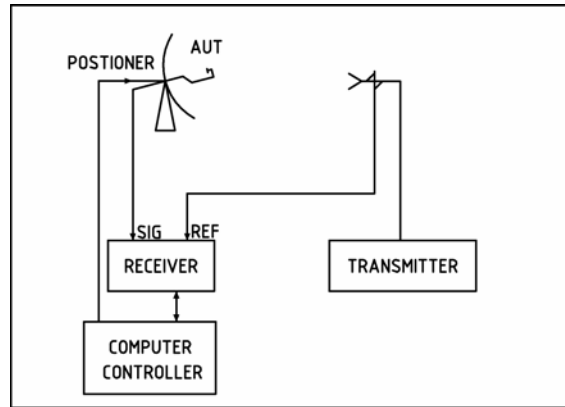 AUT
POSTIONER
SIG REF
RECEIVER
TRANSMITTER
COMPUTER
CONTROLLER